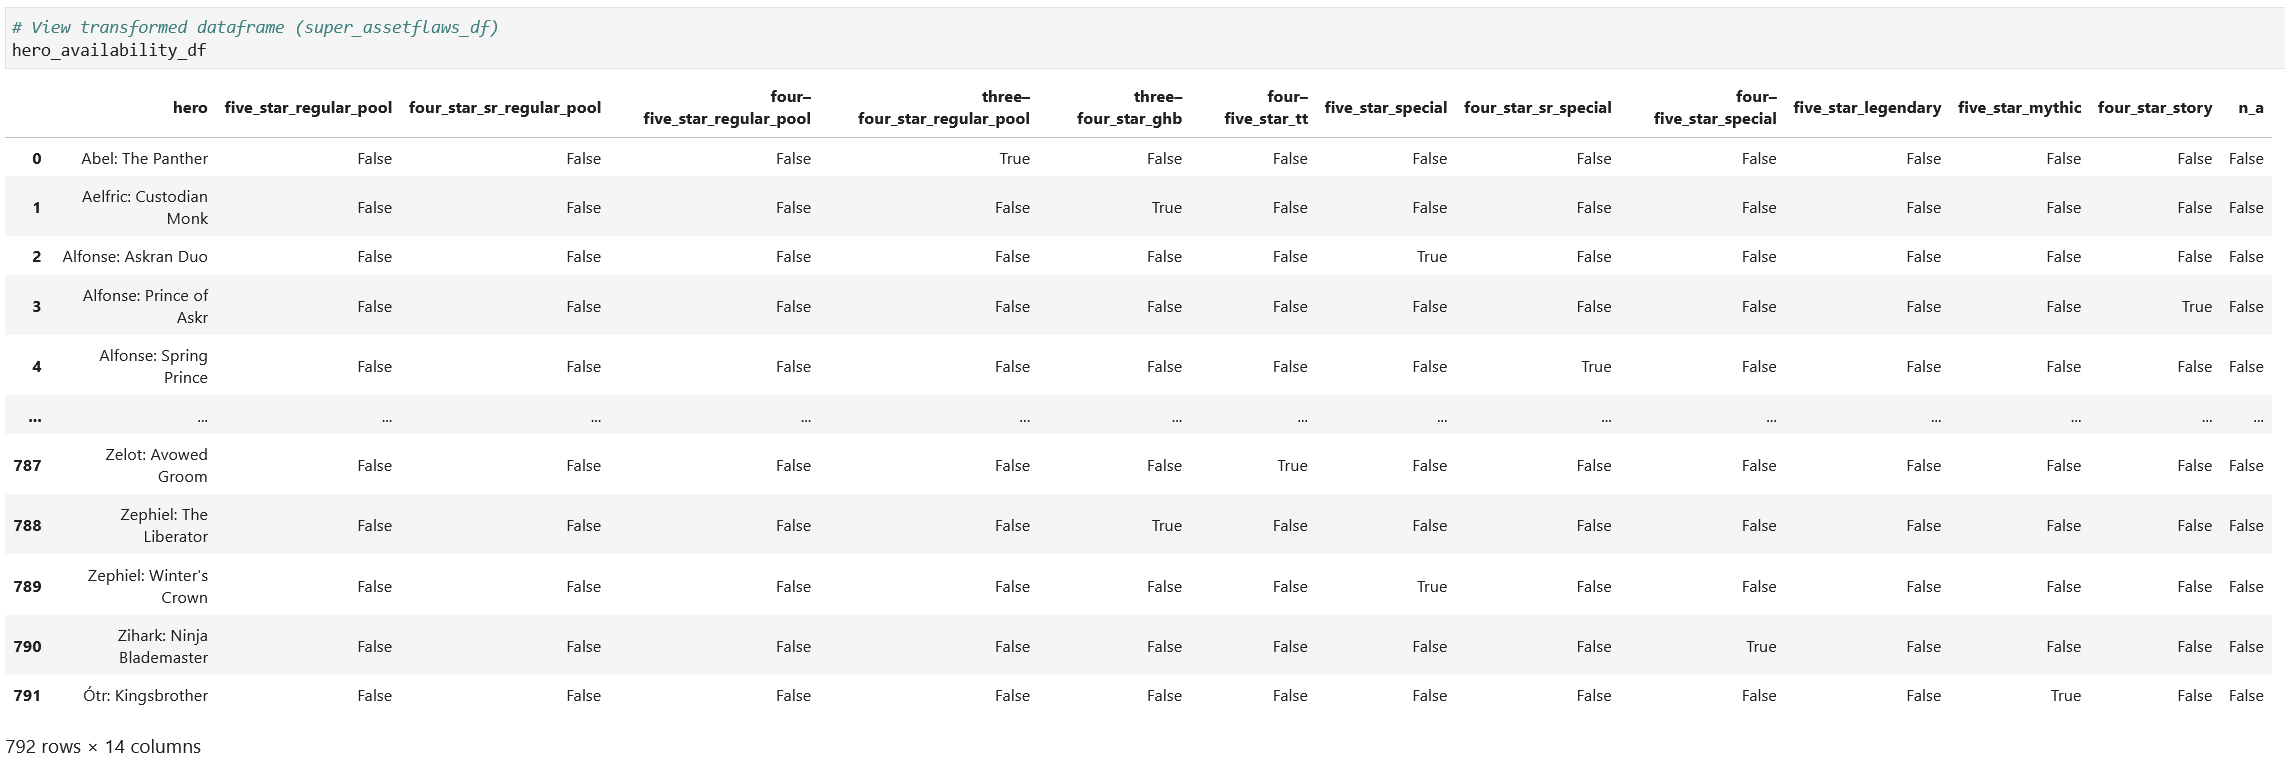 # View transformed dataframe (super_assetflaws_df)
hero_availability_df
hero five_star_regular_pool four_star_sr_regular_pool four–five_star_regular_pool three–four_star_regular_pool three–four_star_ghb four–five_star_tt five_star_special four_star_sr_special four–five_star_special five_star_legendary five_star_mythic four_star_story n_a
0 Abel: The Panther False False False True False False False False False False False False False
1 Aelfric: Custodian Monk False False False False True False False False False False False False False
2 Alfonse: Askran Duo False False False False False False True False False False False False False
3 Alfonse: Prince of Askr False False False False False False False False False False False True False
4 Alfonse: Spring Prince False False False False False False False True False False False False False
... ... ... ... ... ... ... ... ... ... ... ... ... ... ...
787 Zelot: Avowed Groom False False False False False True False False False False False False False
788 Zephiel: The Liberator False False False False True False False False False False False False False
789 Zephiel: Winter's Crown False False False False False False True False False False False False False
790 Zihark: Ninja Blademaster False False False False False False False False True False False False False
791 Ótr: Kingsbrother False False False False False False False False False False True False False
792 rows × 14 columns